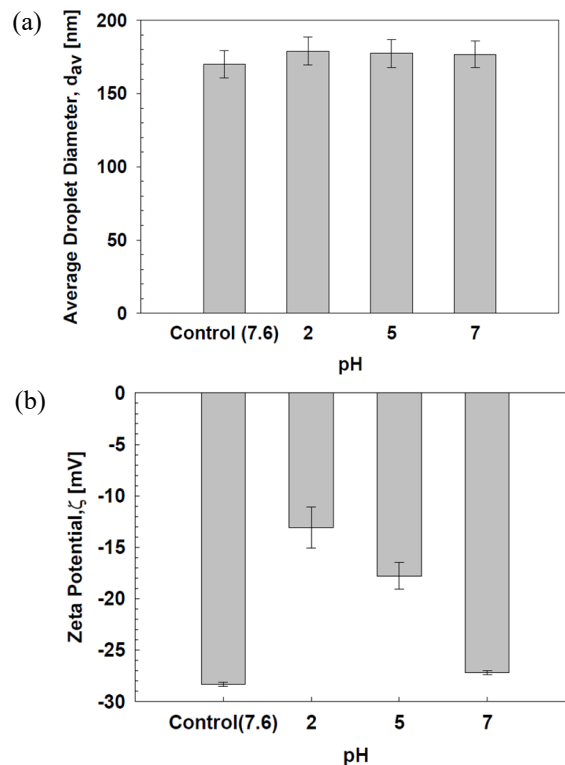 (a)
Average Droplet Diameter, dav [nm]
200
150
100
50
0
Control (7.6) 2 5 7
pH
(b)
Zeta Potential,ζ [mV]
0
-5
-10
-15
-20
-25
-30
Control(7.6) 2 5 7
pH